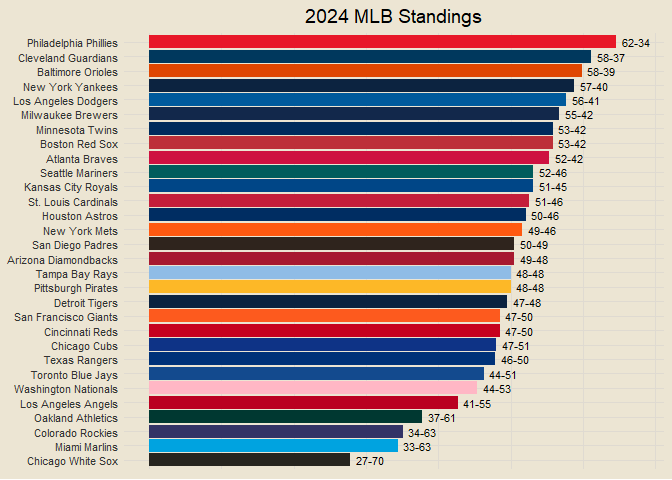 2024 MLB Standings
Philadelphia Phillies 62-34
Cleveland Guardians 58-37
Baltimore Orioles 58-39
New York Yankees 57-40
Los Angeles Dodgers 56-41
Milwaukee Brewers 55-42
Minnesota Twins 53-42
Boston Red Sox 53-42
Atlanta Braves 52-42
Seattle Mariners 52-46
Kansas City Royals 51-45
St. Louis Cardinals 51-46
Houston Astros 50-46
New York Mets 49-46
San Diego Padres 50-49
Arizona Diamondbacks 49-48
Tampa Bay Rays 48-48
Pittsburgh Pirates 48-48
Detroit Tigers 47-48
San Francisco Giants 47-50
Cincinnati Reds 47-50
Chicago Cubs 47-51
Texas Rangers 46-50
Toronto Blue Jays 44-51
Washington Nationals 44-53
Los Angeles Angels 41-55
Oakland Athletics 37-61
Colorado Rockies 34-63
Miami Marlins 33-63
Chicago White Sox 27-70